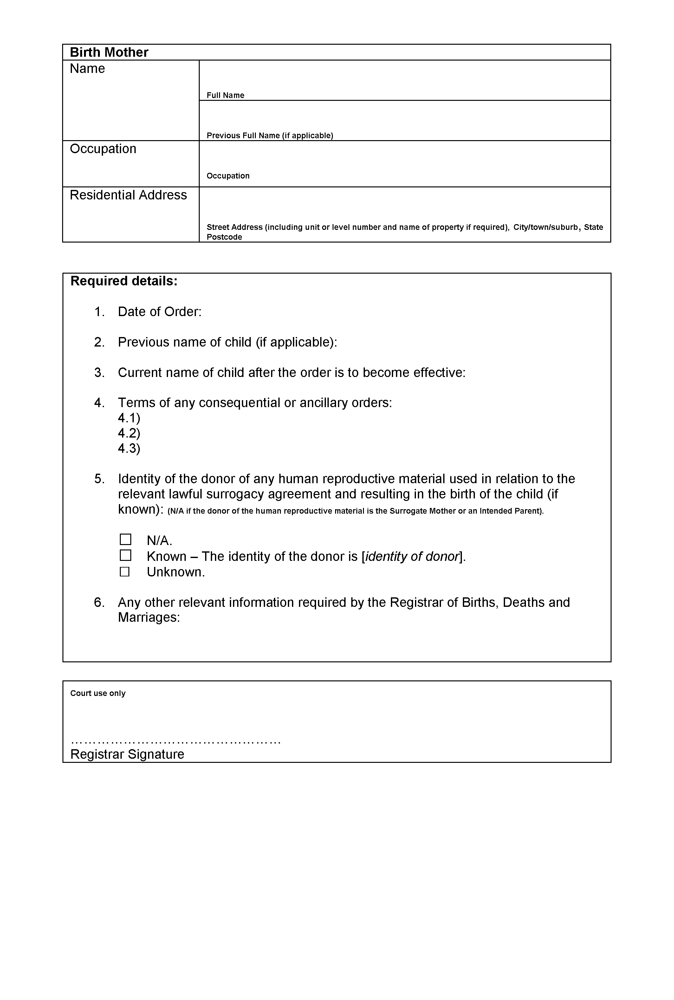 Birth Mother
Name
Full Name
Previous Full Name (if applicable)
Occupation
Occupation
Residential Address
Street Address (including unit or level number and name of property if required), City/town/suburb, State
Postcode
Required details:
1. Date of Order:
2. Previous name of child (if applicable):
3. Current name of child after the order is to become effective:
4. Terms of any consequential or ancillary orders:
4.1)
4.2)
4.3)
5. Identity of the donor of any human reproductive material used in relation to the
relevant lawful surrogacy agreement and resulting in the birth of the child (if
known): (N/A if the donor of the human reproductive material is the Surrogate Mother or an Intended Parent).
☐ N/A.
☐ Known – The identity of the donor is [identity of donor].
☐ Unknown.
6. Any other relevant information required by the Registrar of Births, Deaths and
Marriages:
Court use only
…………………………………………
Registrar Signature